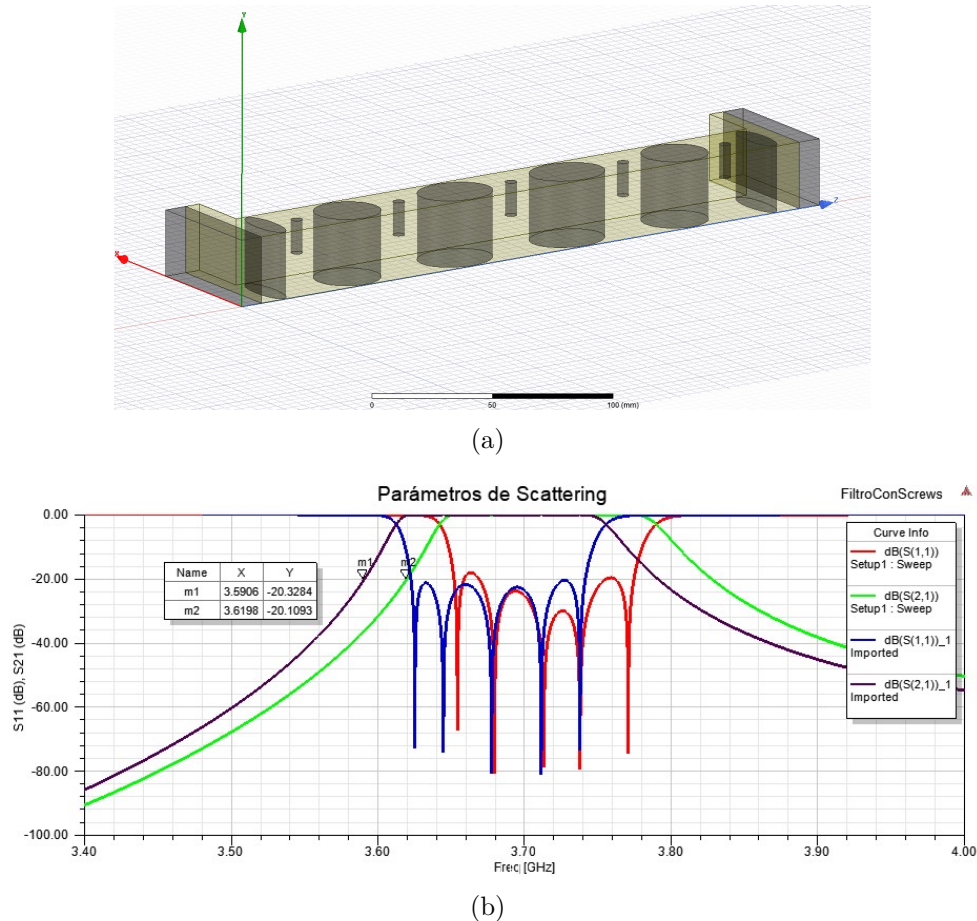 Y
X
Z
0 50 100 (mm)
(a)
Parámetros de Scattering
FiltroConScrews
Curve Info
dB(S(1,1))
Setup1 : Sweep
dB(S(2,1))
Setup1 : Sweep
dB(S(1,1))_1
Imported
dB(S(2,1))_1
Imported
Name X Y
m1 3.5906 -20.3284
m2 3.6198 -20.1093
m1 m2
S11 (dB), S21 (dB)
0.00
-20.00
-40.00
-60.00
-80.00
-100.00
3.40 3.50 3.60 3.70 3.80 3.90 4.00
Freq [GHz]
(b)